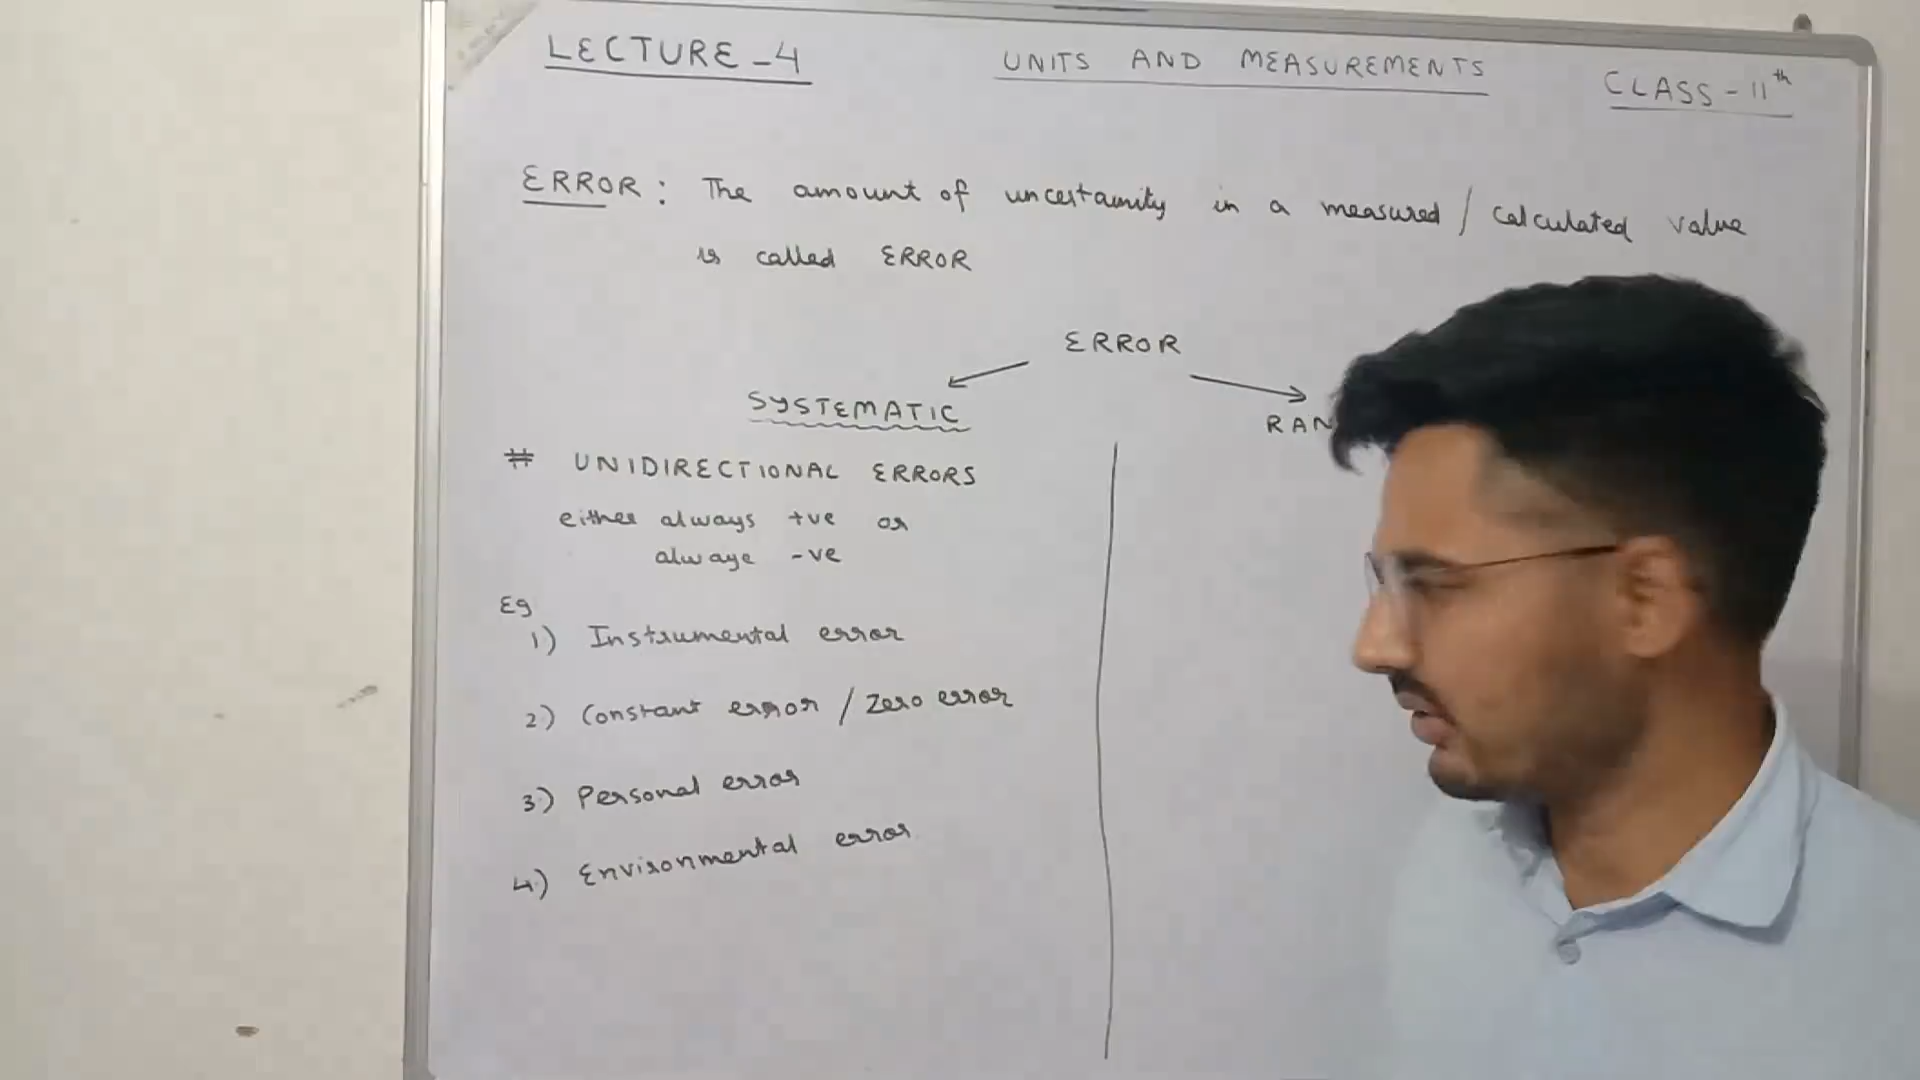 LECTURE-4
UNITS AND MEASUREMENTS
CLASS-11th
ERROR: The amount of uncertainity in a measured / calculated value
is called ERROR
ERROR
SYSTEMATIC
RAN
# UNIDIRECTIONAL ERRORS
either always +ve or
always -ve
Eg
1) Instrumental error
2) Constant error / Zero error
3) Personal error
4) Environmental error